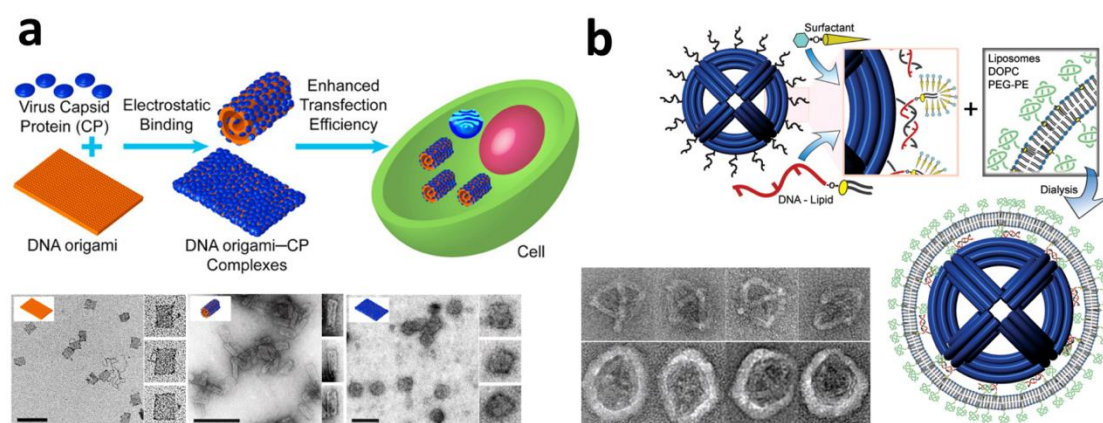 a
Virus Capsid
Protein (CP)
Electrostatic
Binding
Enhanced
Transfection
Efficiency
DNA origami
DNA origami—CP
Complexes
Cell
b
Surfactant
DNA - Lipid
Liposomes
DOPC
PEG-PE
Dialysis